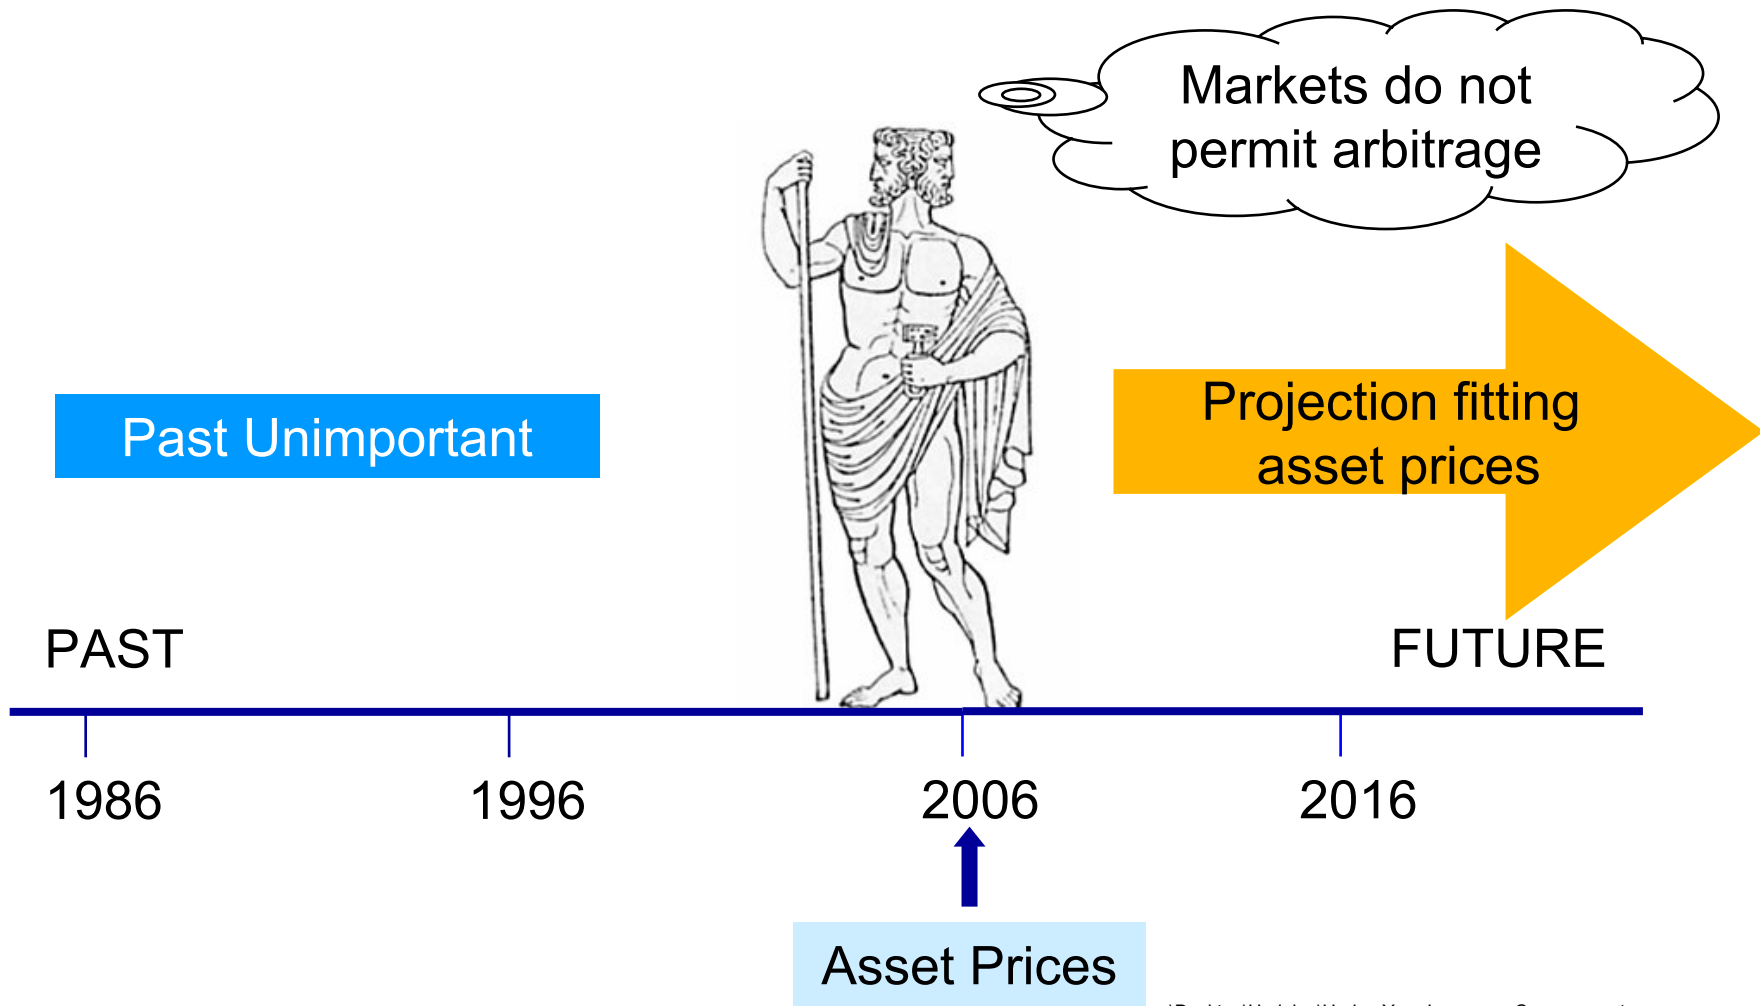 Markets do not
permit arbitrage
Past Unimportant
Projection fitting
asset prices
PAST
FUTURE
1986
1996
2006
2016
Asset Prices